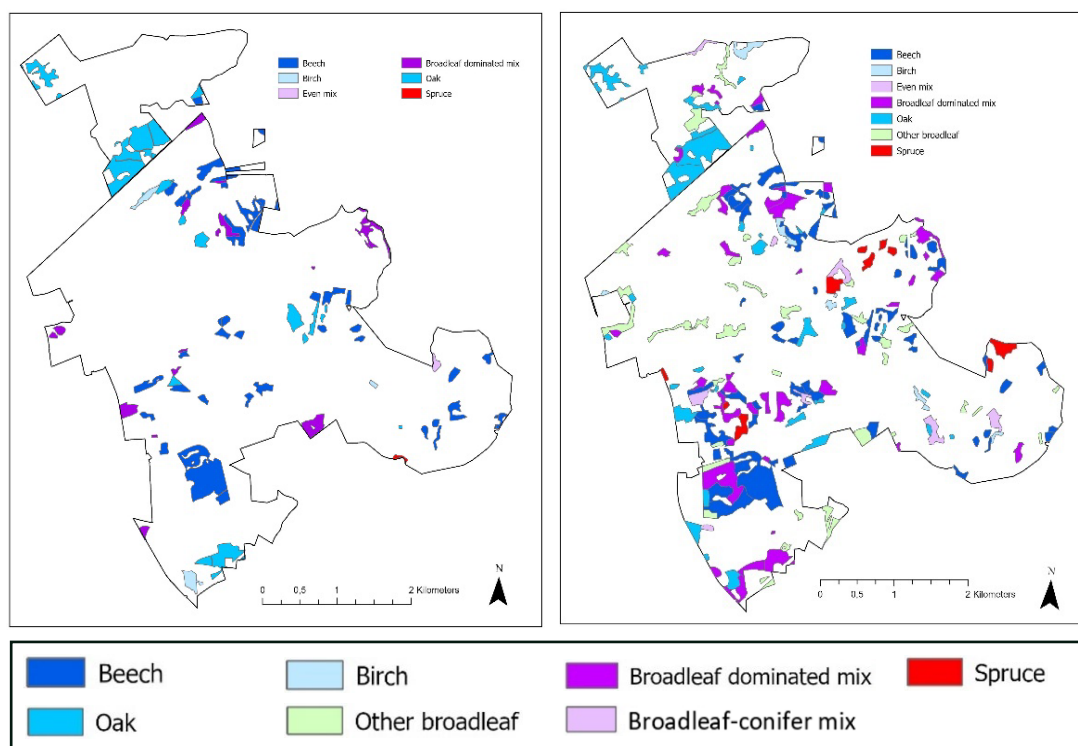 Beech
Birch
Even mix
Broadleaf dominated mix
Oak
Spruce
N
0 0,5 1 2 Kilometers
Beech
Birch
Even mix
Broadleaf dominated mix
Oak
Other broadleaf
Spruce
N
0 0,5 1 2 Kilometers
Beech Birch Broadleaf dominated mix Spruce
Oak Other broadleaf Broadleaf-conifer mix